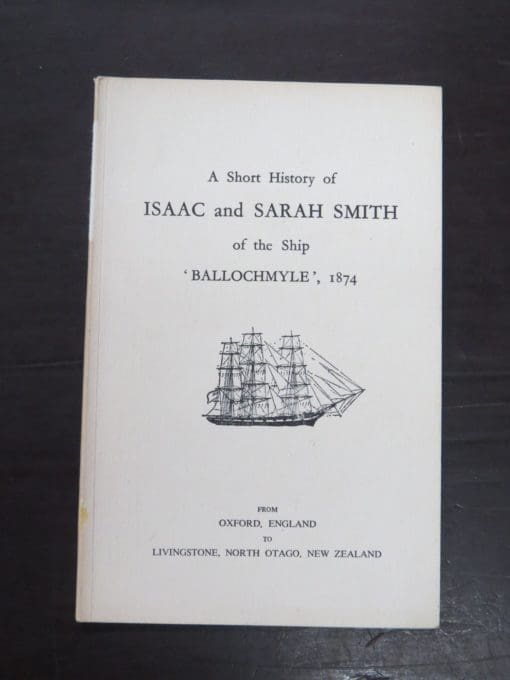 A Short History of
ISAAC and SARAH SMITH
of the Ship
‘BALLOCHMYLE’, 1874
FROM
OXFORD, ENGLAND
TO
LIVINGSTONE, NORTH OTAGO, NEW ZEALAND